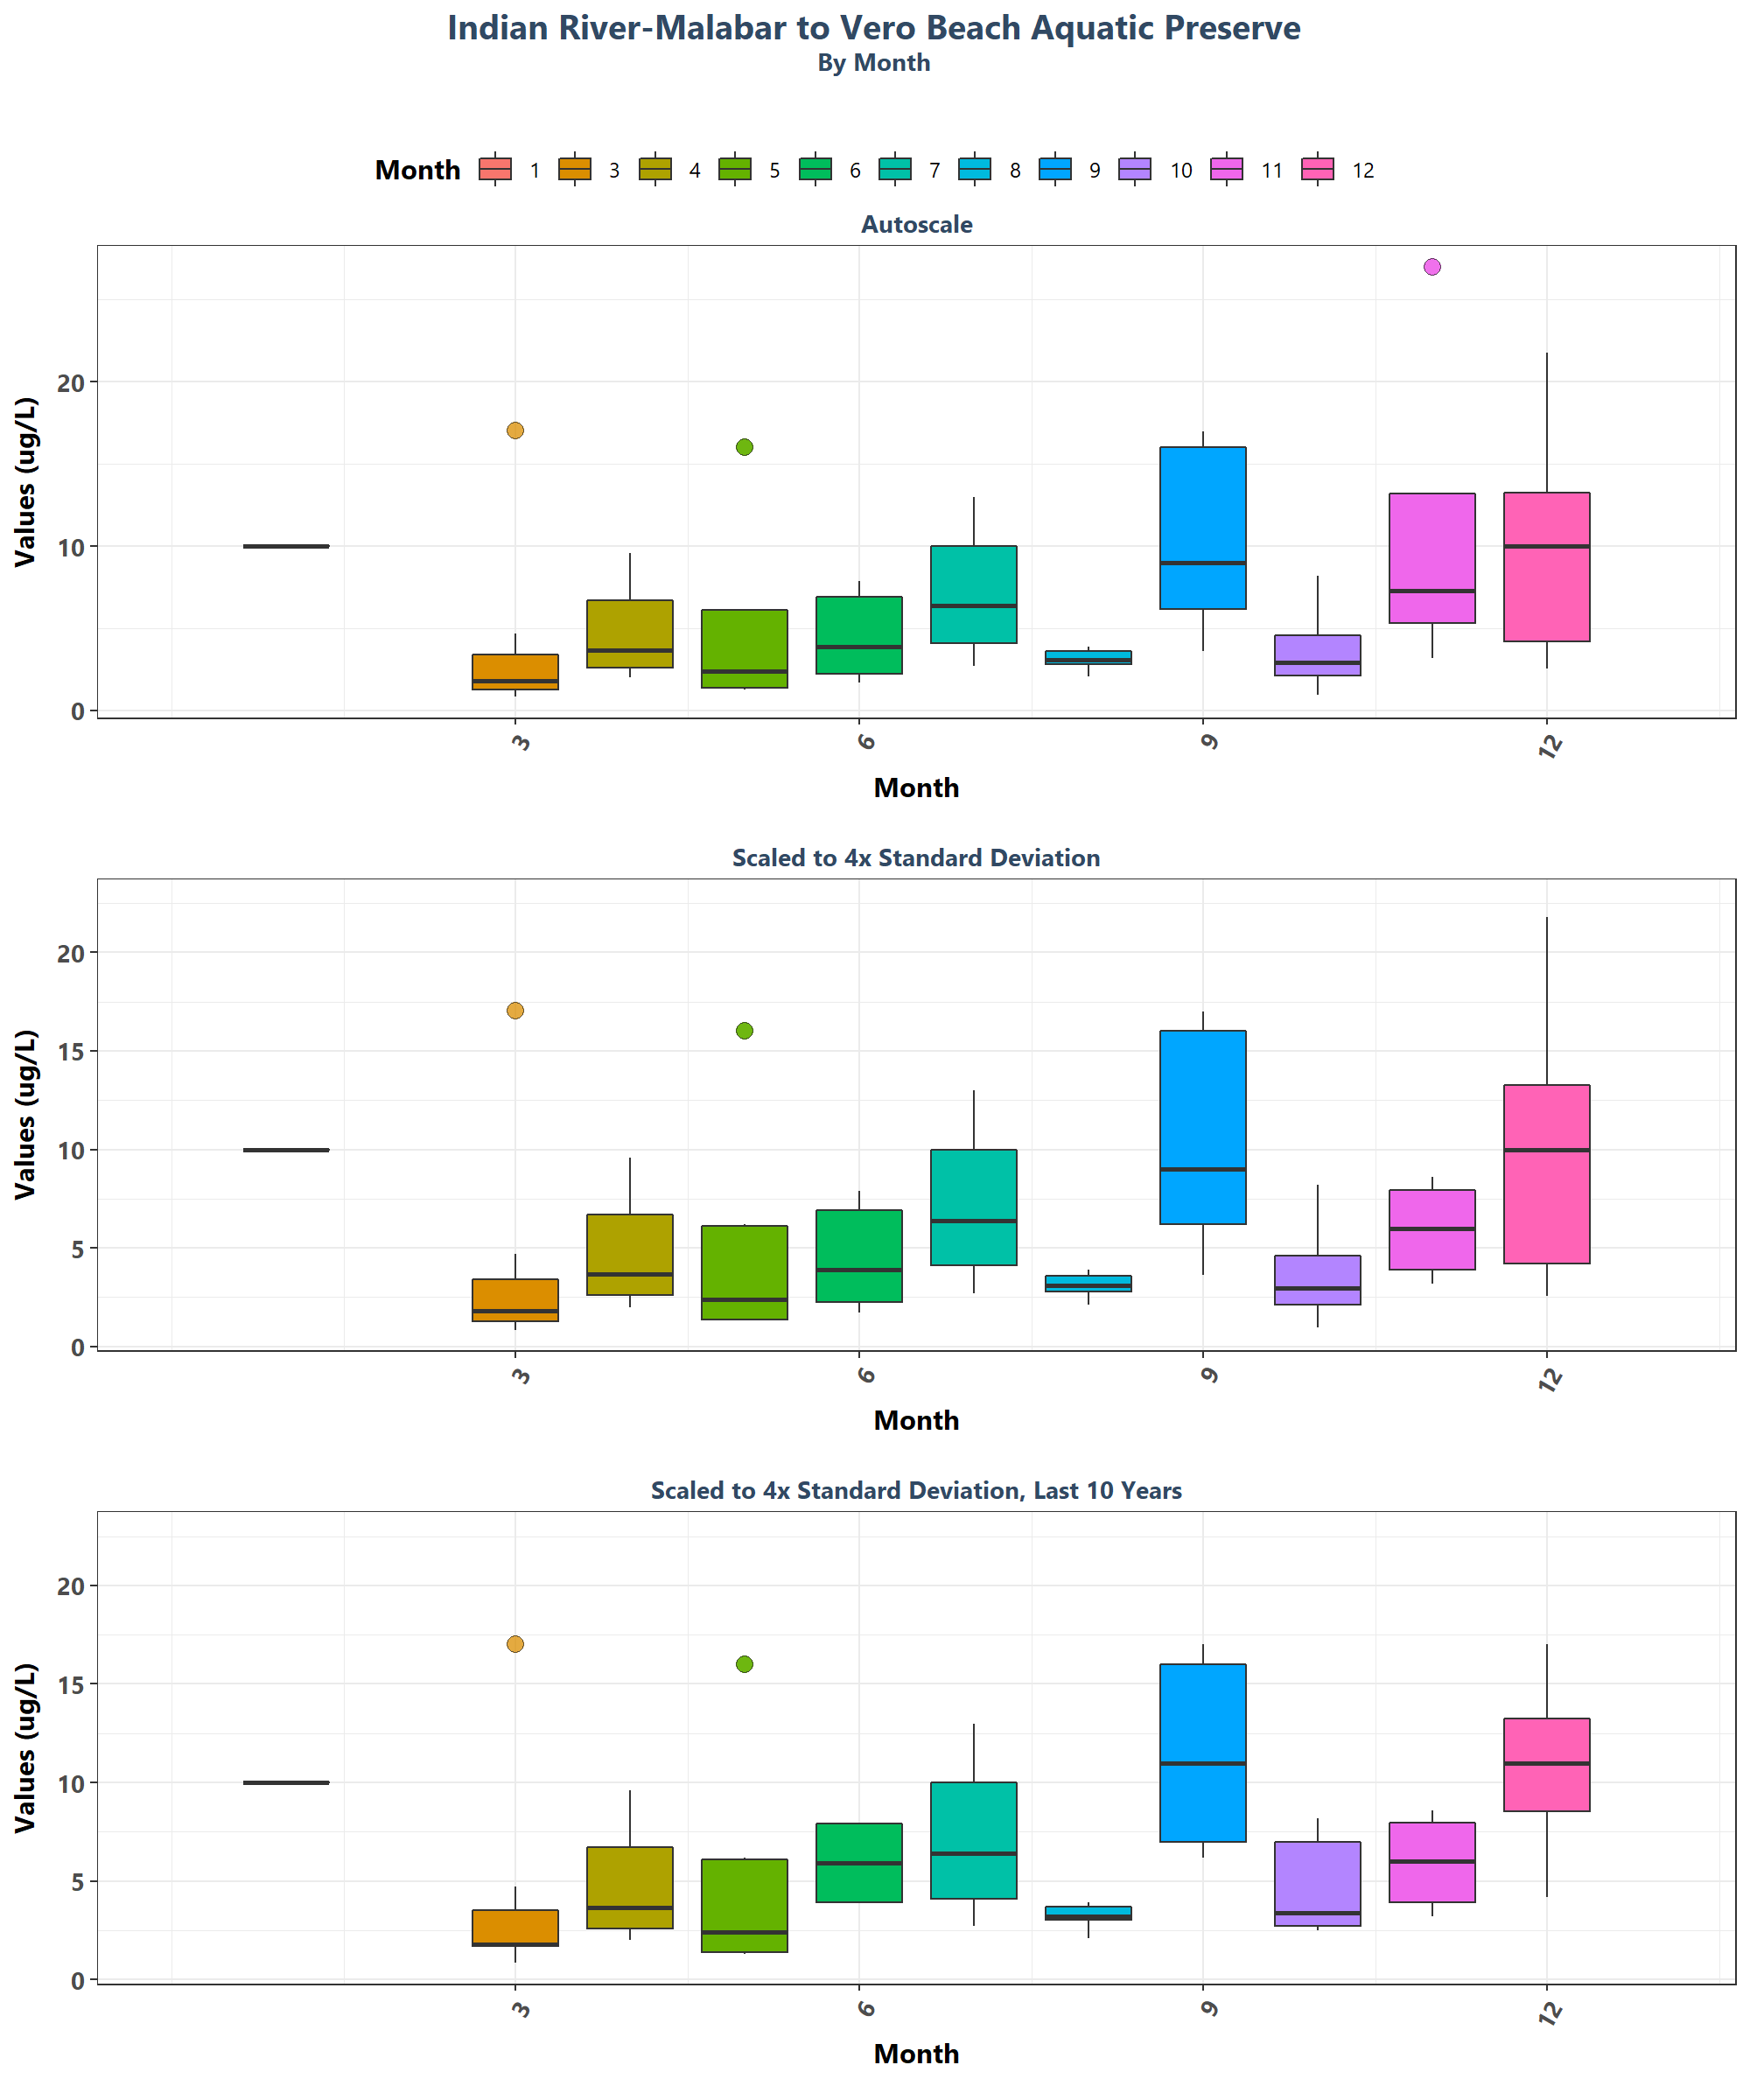 Indian River-Malabar to Vero Beach Aquatic Preserve
By Month
Month 1 3 4 5 6 7 8 9 10 11 12
Autoscale
Values (ug/L)
20
10
0
3 6 9 12
Month
Scaled to 4x Standard Deviation
Values (ug/L)
20
15
10
5
0
3 6 9 12
Month
Scaled to 4x Standard Deviation, Last 10 Years
Values (ug/L)
20
15
10
5
0
3 6 9 12
Month